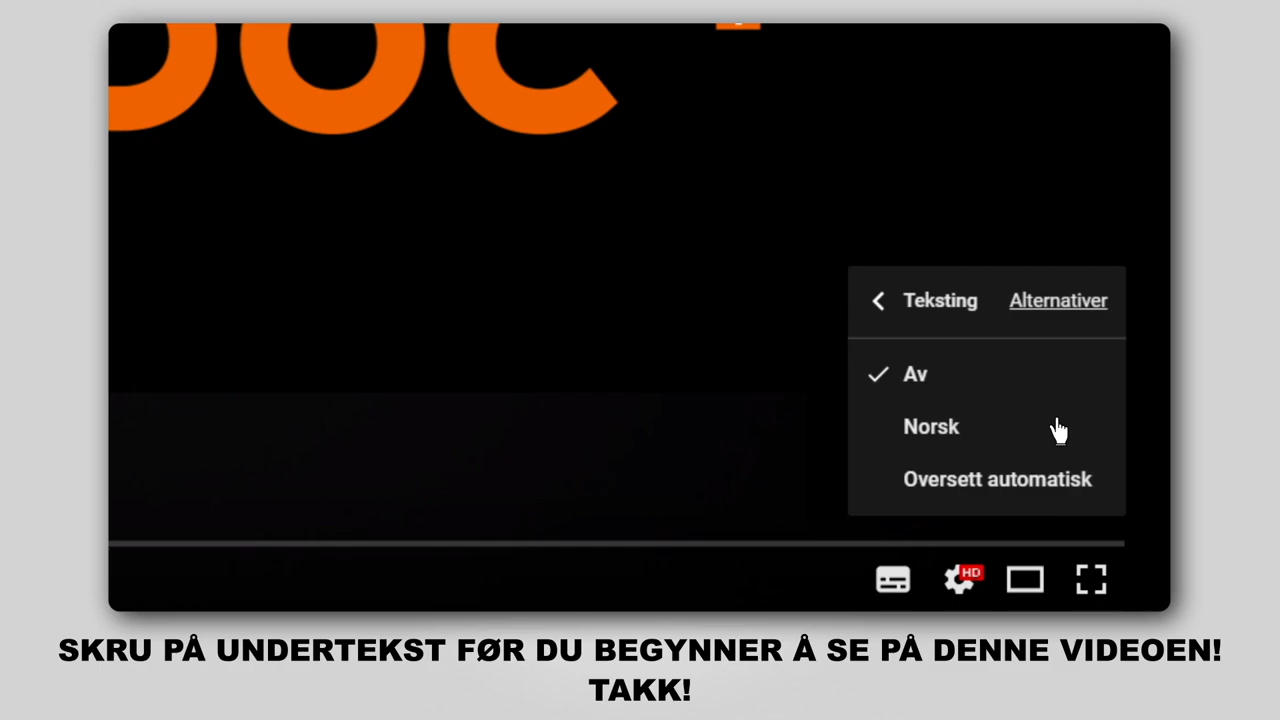 Teksting Alternativer
Av
Norsk
Oversett automatisk
HD
SKRU PÅ UNDERTEKST FØR DU BEGYNNER Å SE PÅ DENNE VIDEOEN!
TAKK!